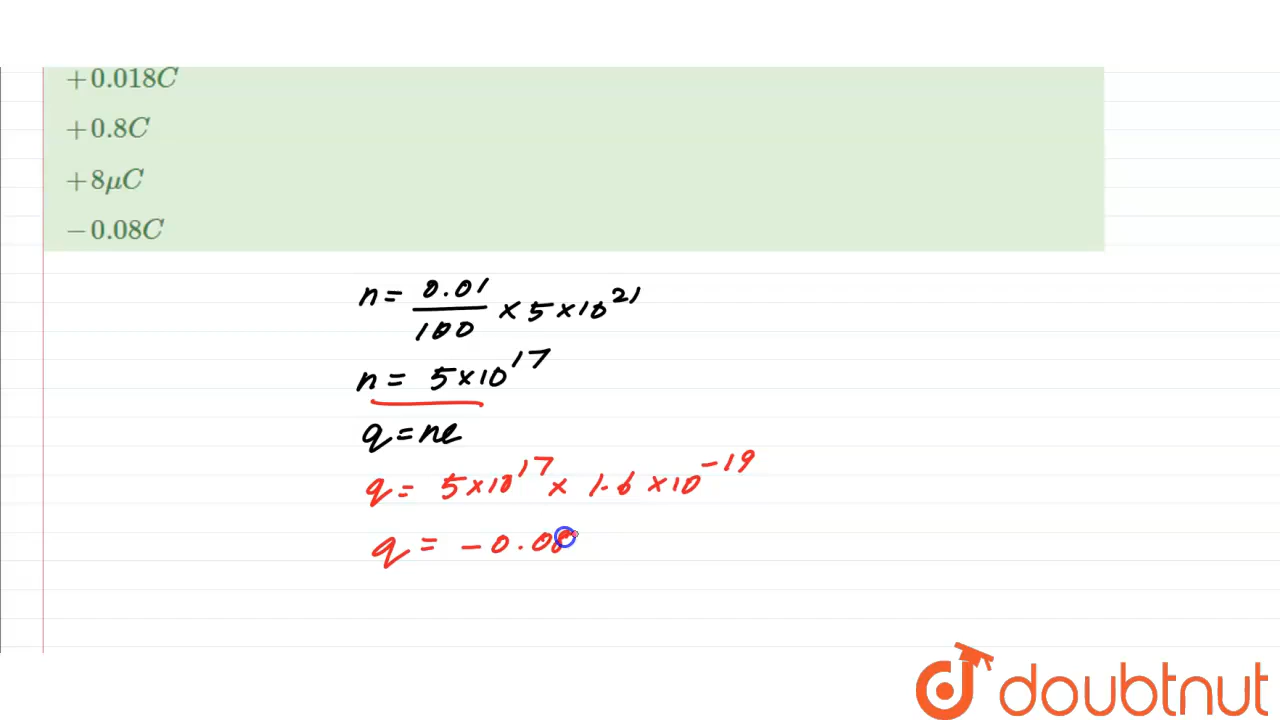 +0.018C
+0.8C
+8μC
−0.08C
n = 0.01/100 × 5×10^21
n = 5×10^17
q = ne
q = 5×10^17 × 1.6 ×10^-19
q = −0.08
doubtnut